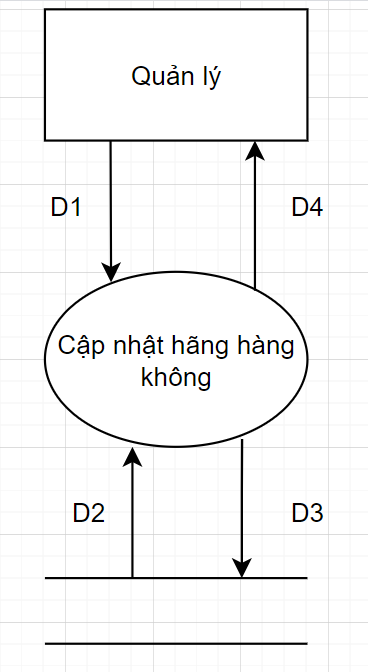 Quản lý
D1
D4
Cập nhật hãng hàng
không
D2
D3